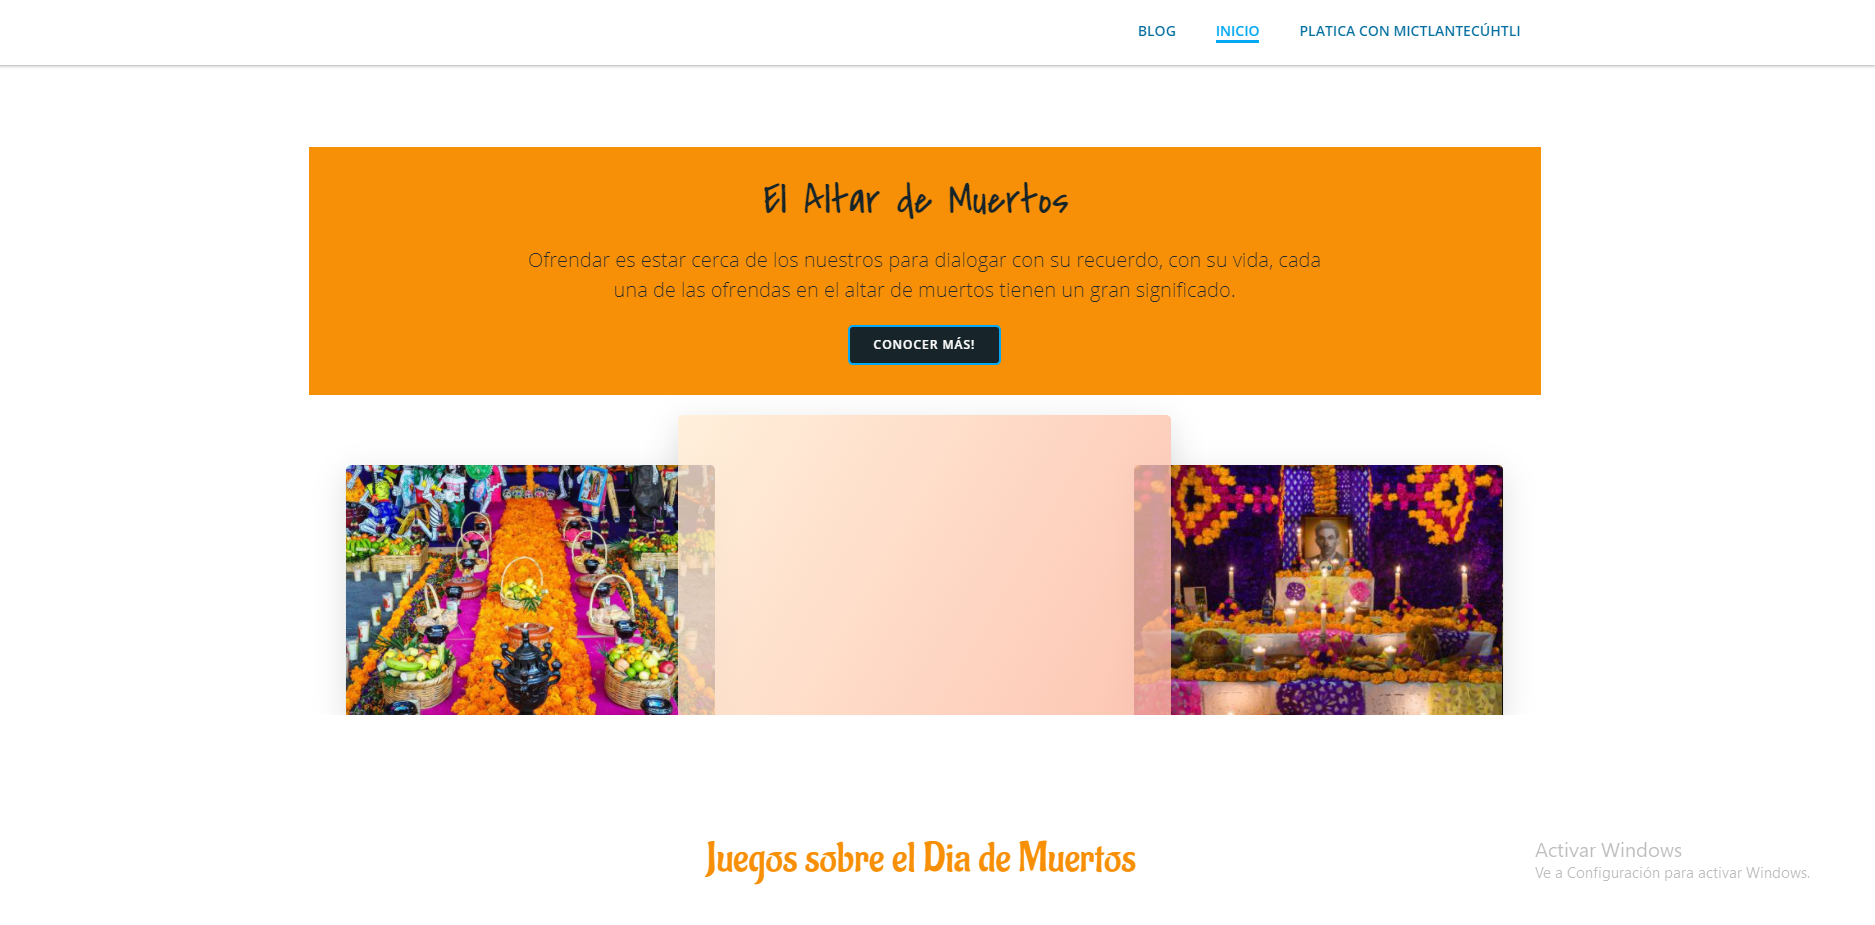 BLOG INICIO PLATICA CON MICTLANTECÚHTLI
El Altar de Muertos
Ofrendar es estar cerca de los nuestros para dialogar con su recuerdo, con su vida, cada
una de las ofrendas en el altar de muertos tienen un gran significado.
CONOCER MÁS!
Juegos sobre el Dia de Muertos
Activar Windows
Ve a Configuración para activar Windows.